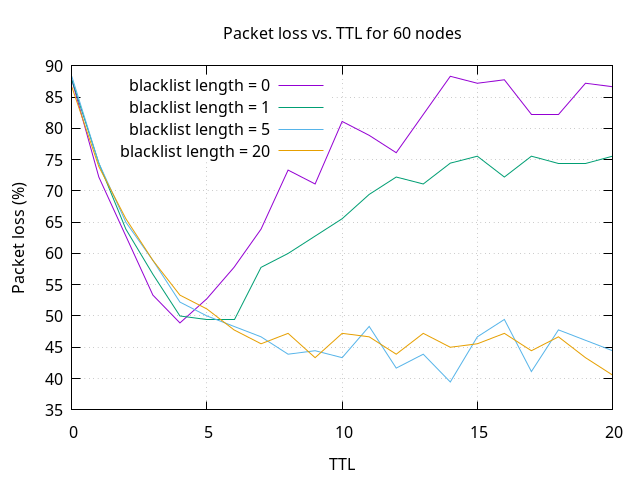 Packet loss vs. TTL for 60 nodes
90
85
80
75
70
65
60
55
50
45
40
35
Packet loss (%)
blacklist length = 0
blacklist length = 1
blacklist length = 5
blacklist length = 20
0 5 10 15 20
TTL